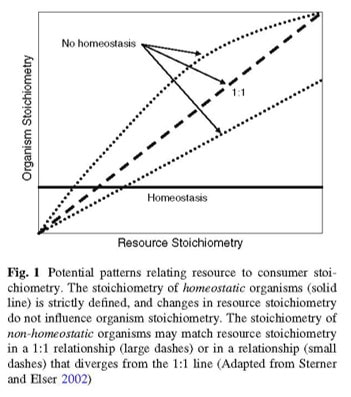 No homeostasis
1:1
Organism Stoichiometry
Homeostasis
Resource Stoichiometry
Fig. 1 Potential patterns relating resource to consumer stoi-
chiometry. The stoichiometry of homeostatic organisms (solid
line) is strictly defined, and changes in resource stoichiometry
do not influence organism stoichiometry. The stoichiometry of
non-homeostatic organisms may match resource stoichiometry
in a 1:1 relationship (large dashes) or in a relationship (small
dashes) that diverges from the 1:1 line (Adapted from Sterner
and Elser 2002)